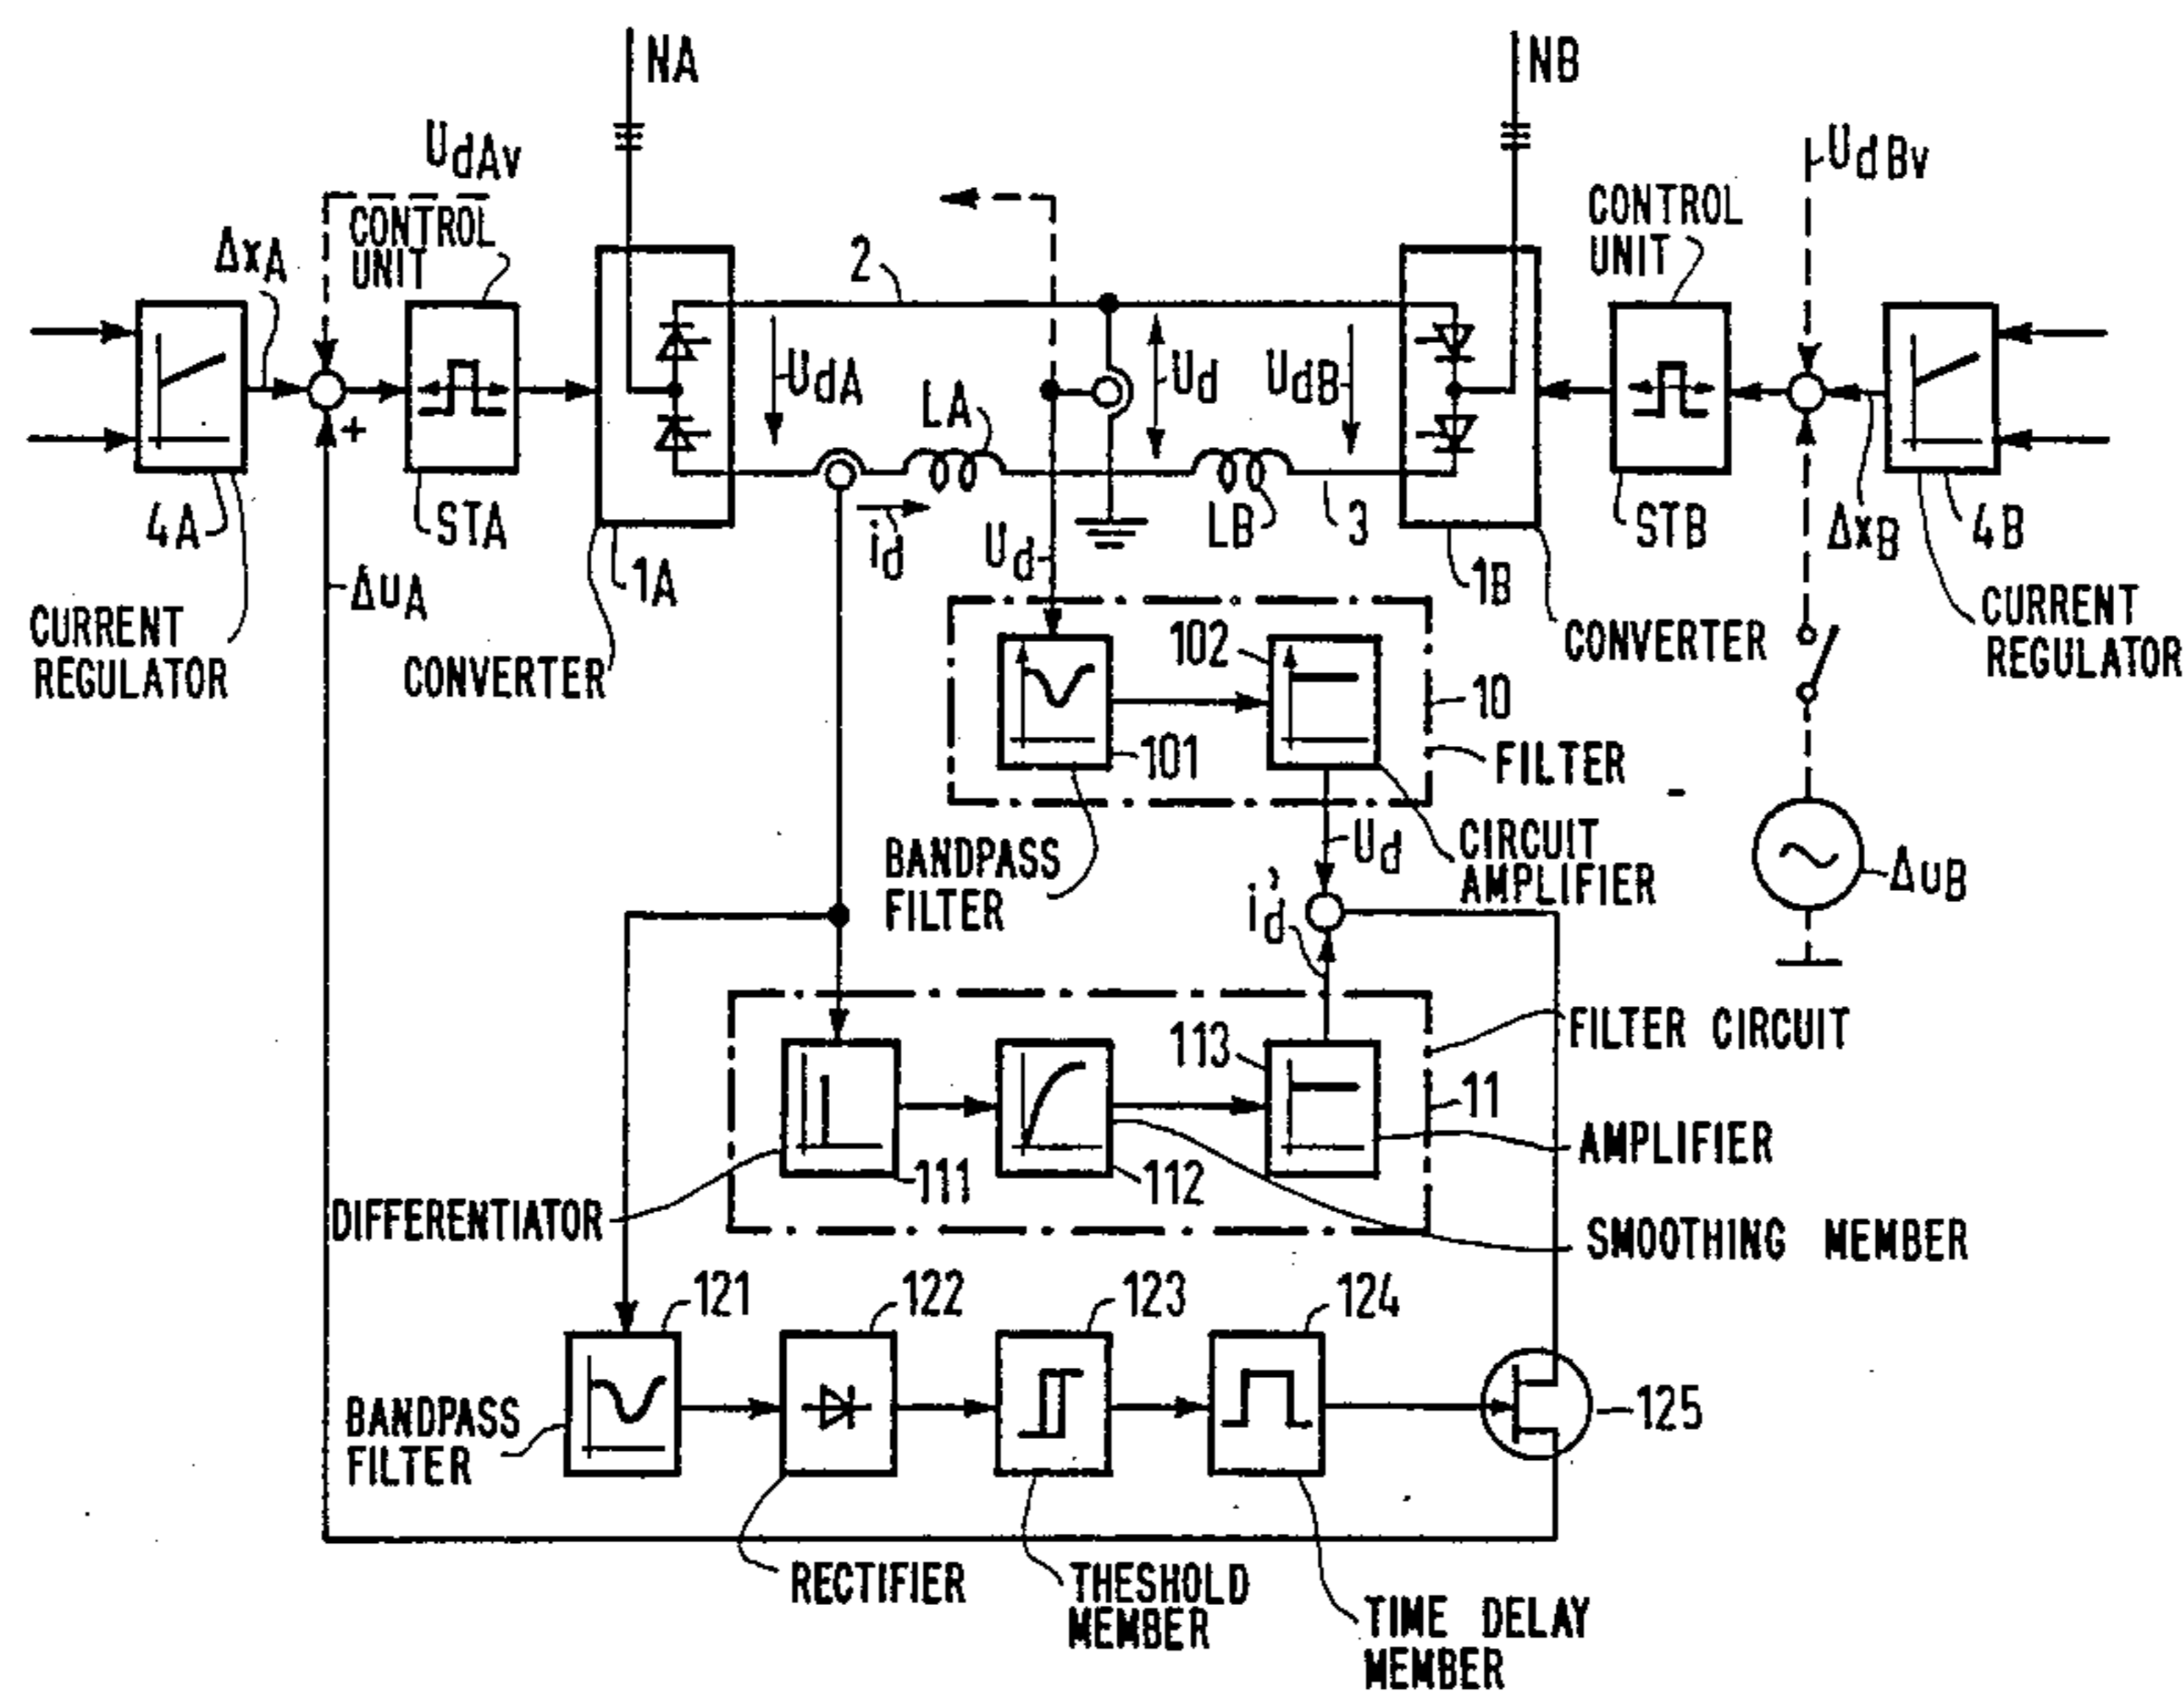 NA
NB
UdAv
UdBv
CONTROL
UNIT
CONTROL
UNIT
ΔxA
2
UdA
LA
Ud
UdB
+
4A
STA
id
Ud
LB
3
STB
ΔxB
4B
ΔuA
1A
1B
CURRENT
REGULATOR
CONVERTER
CONVERTER
CURRENT
REGULATOR
102
10
101
FILTER
BANDPASS
FILTER
Ud
CIRCUIT
AMPLIFIER
ΔuB
i'd
113
FILTER CIRCUIT
11
AMPLIFIER
111
112
DIFFERENTIATOR
SMOOTHING MEMBER
121
122
123
124
BANDPASS
FILTER
125
RECTIFIER
THESHOLD
MEMBER
TIME DELAY
MEMBER